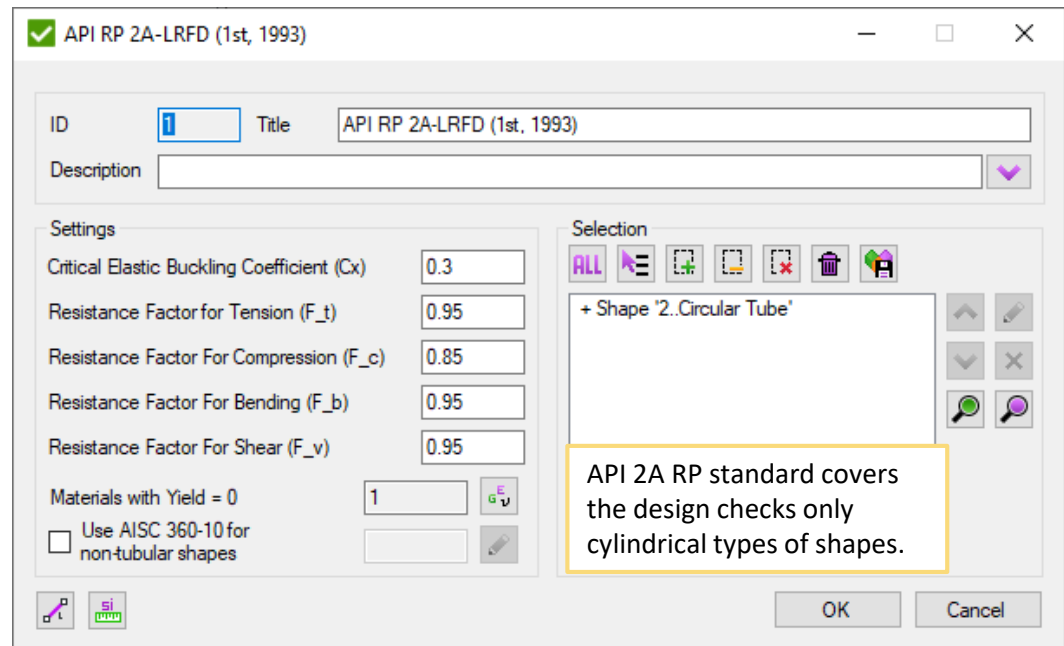 API RP 2A-LRFD (1st, 1993)
ID 1 Title API RP 2A-LRFD (1st, 1993)
Description
Settings
Critical Elastic Buckling Coefficient (Cx) 0.3
Resistance Factor for Tension (F_t) 0.95
Resistance Factor For Compression (F_c) 0.85
Resistance Factor For Bending (F_b) 0.95
Resistance Factor For Shear (F_v) 0.95
Materials with Yield = 0 1 G E ν
Use AISC 360-10 for
non-tubular shapes
Selection
ALL
+ Shape '2..Circular Tube'
API 2A RP standard covers
the design checks only
cylindrical types of shapes.
L si
OK Cancel